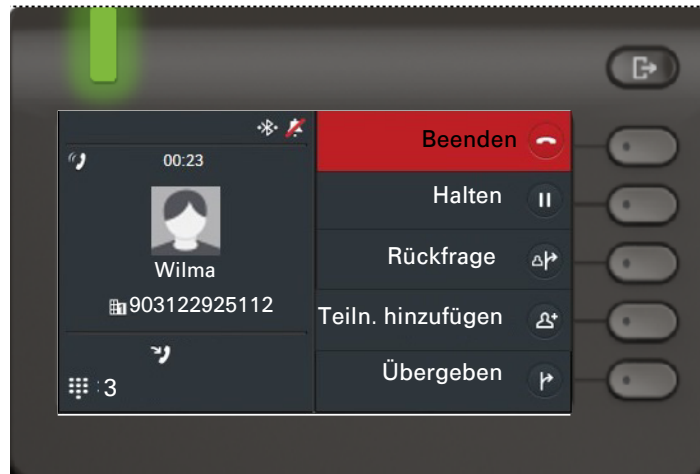 00:23
Wilma
903122925112
: 3
Beenden
Halten
Rückfrage
Teiln. hinzufügen
Übergeben